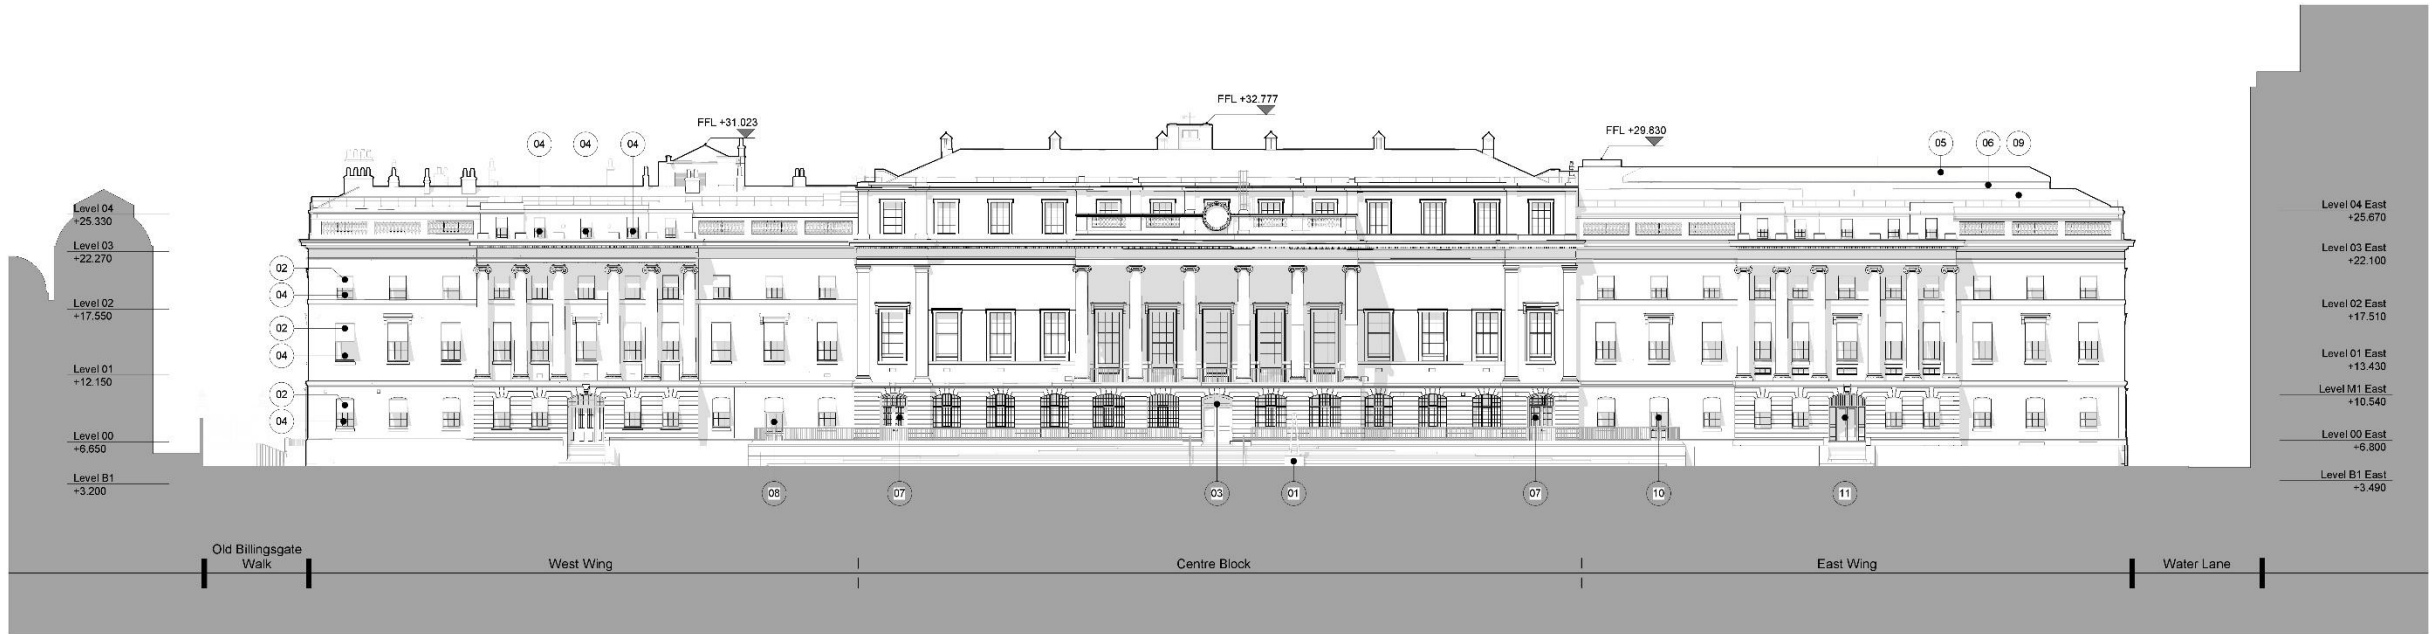 FFL +32.777
FFL +31.023
FFL +29.830
04
04
04
05
06
09
Level 04
+25.330
Level 03
+22.270
Level 02
+17.550
Level 01
+12.150
Level 00
+6.650
Level B1
+3.200
02
04
02
04
02
04
Level 04 East
+25.670
Level 03 East
+22.100
Level 02 East
+17.510
Level 01 East
+13.430
Level M1 East
+10.540
Level 00 East
+6.800
Level B1 East
+3.490
08
07
03
01
07
10
11
Old Billingsgate
Walk
West Wing
Centre Block
East Wing
Water Lane